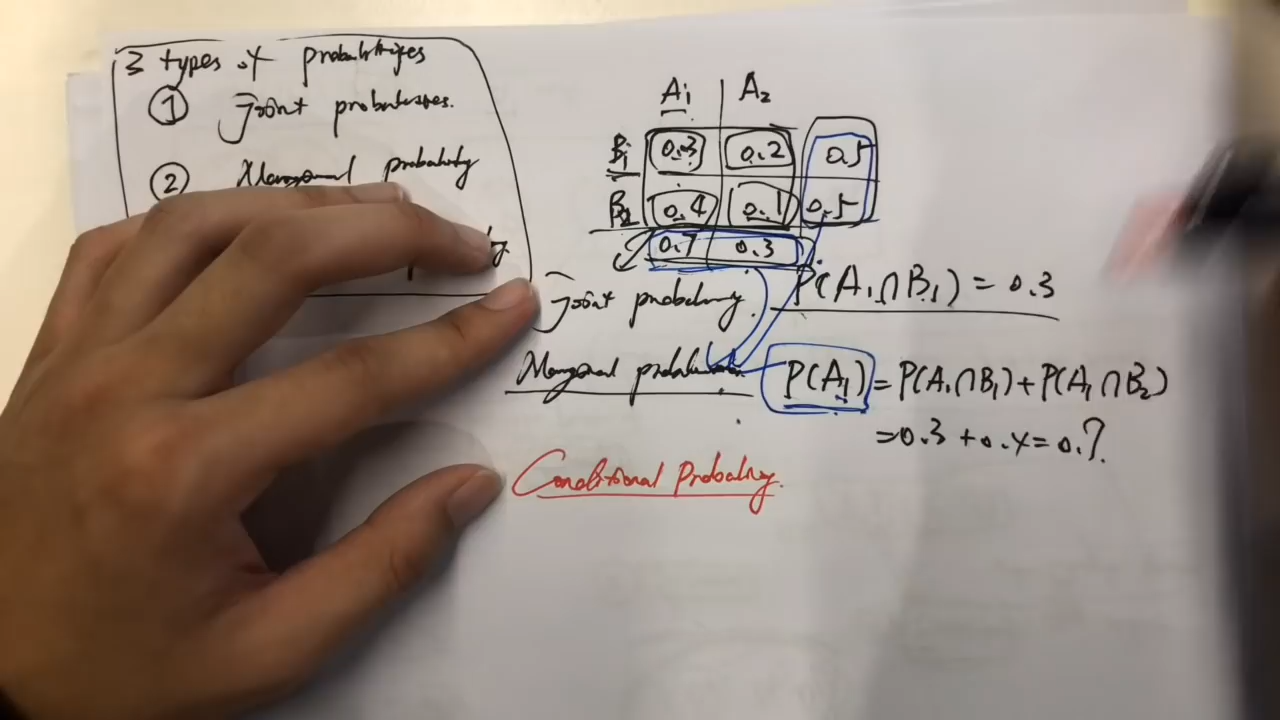 3 types of probabilities
① Joint probabilities.
② Marginal probability
A₁ A₂
B₁ 0.3 0.2 0.5
B₂ 0.4 0.1 0.5
0.7 0.3
Joint probability. P(A₁∩B₁) = 0.3
Marginal P(A₁) = P(A₁∩B₁)+P(A₁∩B₂)
=0.3+0.4=0.7.
Conditional Probability.